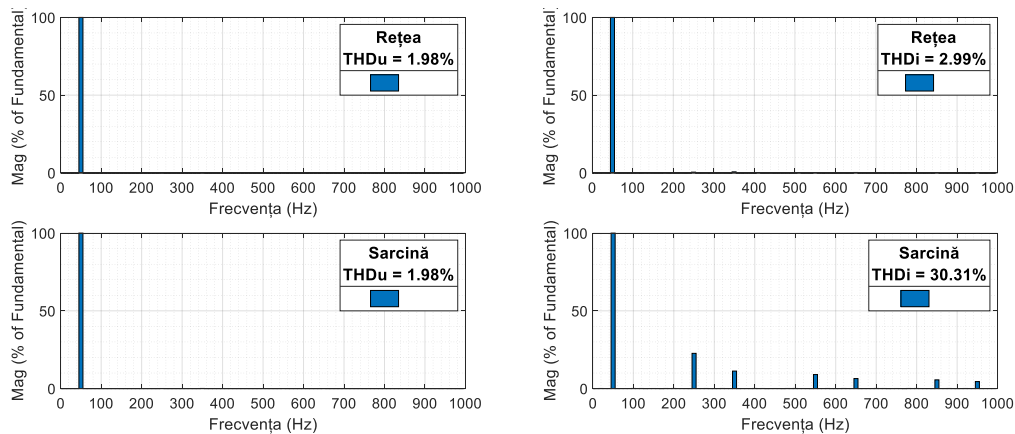 Mag (% of Fundamental)
100
50
0
Rețea
THDu = 1.98%
0 100 200 300 400 500 600 700 800 900 1000
Frecvența (Hz)
Mag (% of Fundamental)
100
50
0
Rețea
THDi = 2.99%
0 100 200 300 400 500 600 700 800 900 1000
Frecvența (Hz)
Mag (% of Fundamental)
100
50
0
Sarcină
THDu = 1.98%
0 100 200 300 400 500 600 700 800 900 1000
Frecvența (Hz)
Mag (% of Fundamental)
100
50
0
Sarcină
THDi = 30.31%
0 100 200 300 400 500 600 700 800 900 1000
Frecvența (Hz)